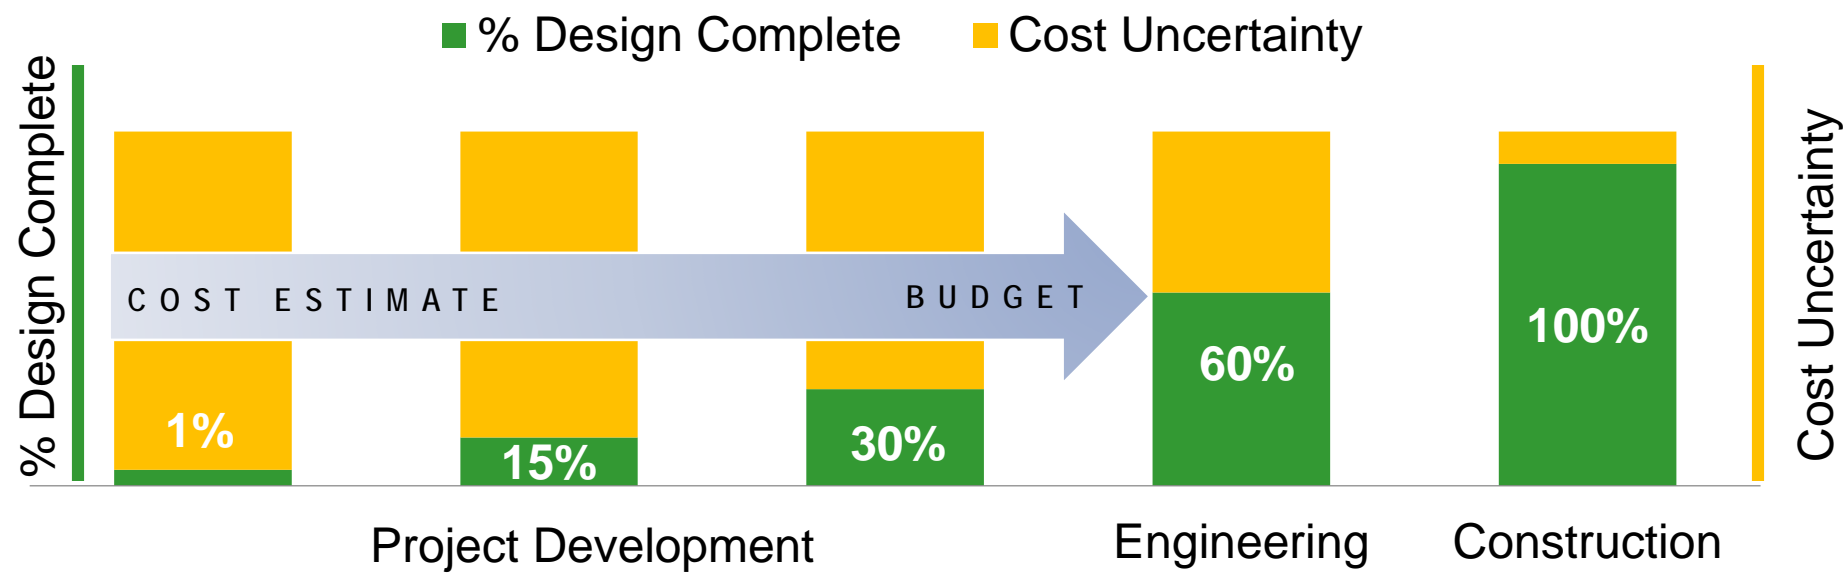 % Design Complete
Cost Uncertainty
% Design Complete
Cost Uncertainty
COST ESTIMATE
BUDGET
1%
15%
30%
60%
100%
Project Development
Engineering
Construction